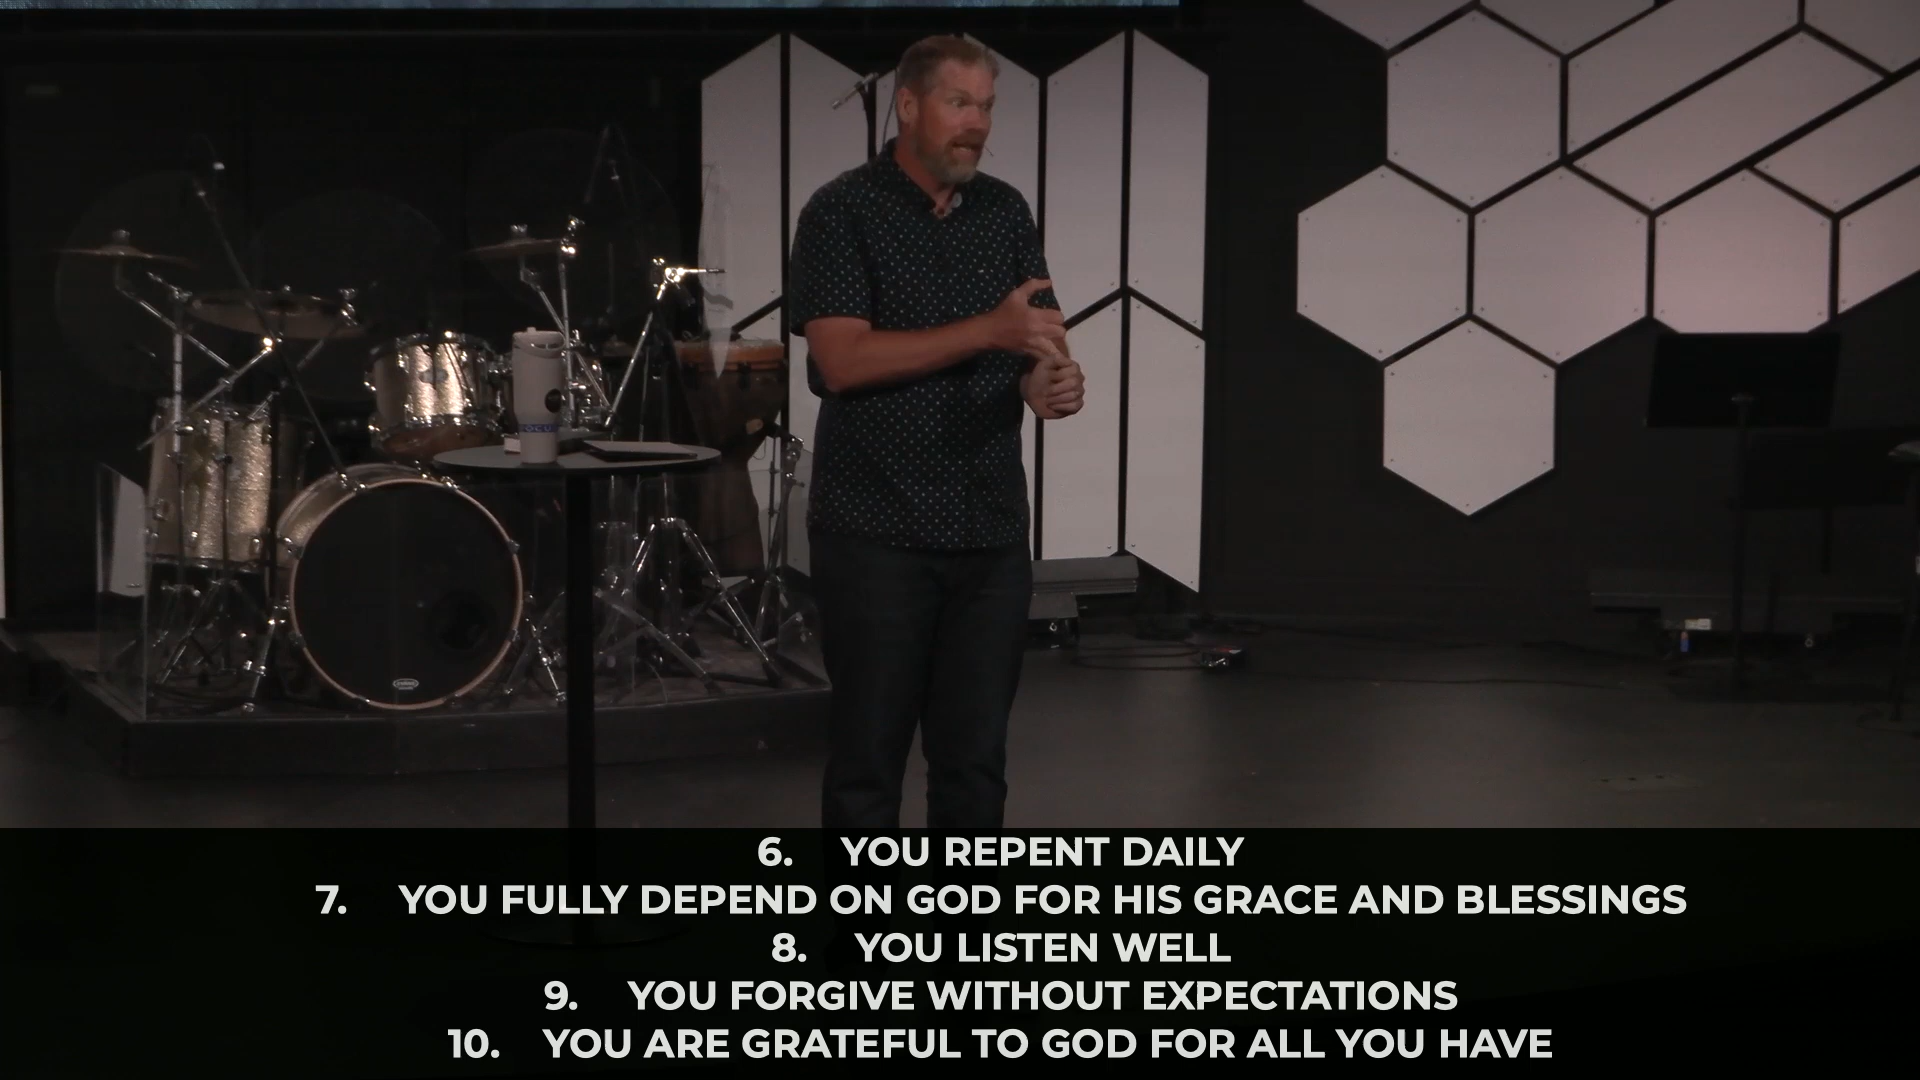 FOCUS
6. YOU REPENT DAILY
7. YOU FULLY DEPEND ON GOD FOR HIS GRACE AND BLESSINGS
8. YOU LISTEN WELL
9. YOU FORGIVE WITHOUT EXPECTATIONS
10. YOU ARE GRATEFUL TO GOD FOR ALL YOU HAVE